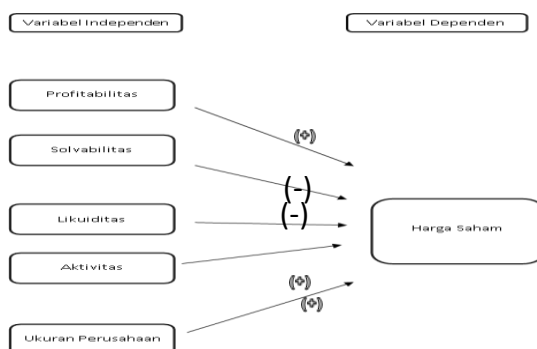 Variabel Independen
Variabel Dependen
Profitabilitas
(+)
Solvabilitas
(-)
(-)
Likuiditas
Harga Saham
Aktivitas
(+)
(+)
Ukuran Perusahaan